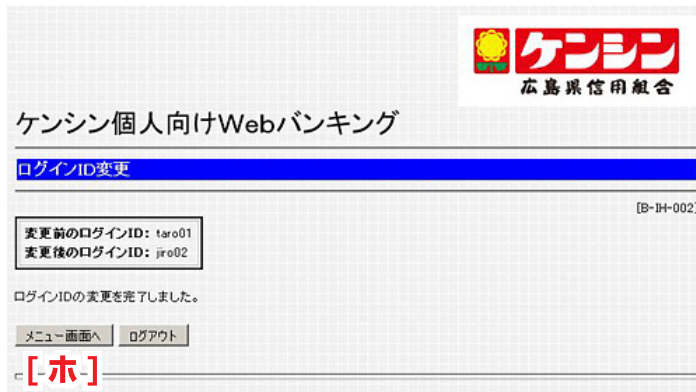 ケンシン
広島県信用組合
ケンシン個人向けWebバンキング
ログインID変更
[B-IH-002]
変更前のログインID: taro01
変更後のログインID: jiro02
ログインIDの変更を完了しました。
メニュー画面へ ログアウト
[ホ]